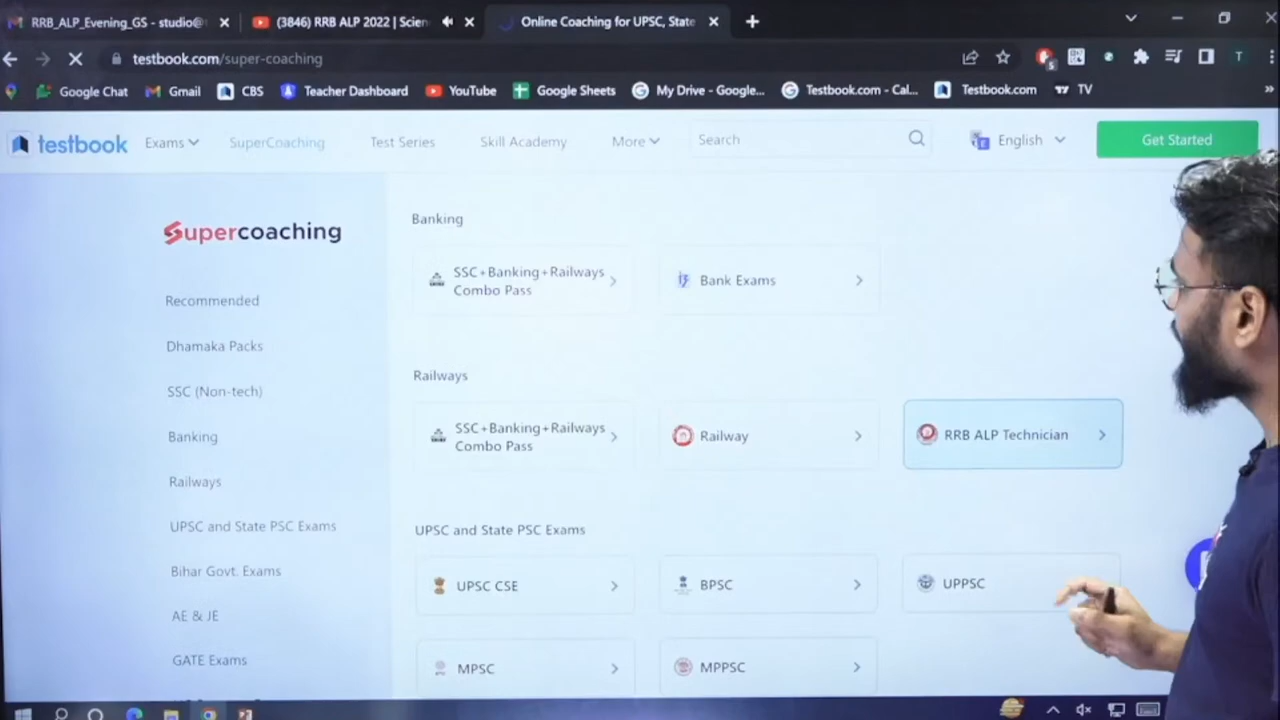 RRB_ALP_Evening_GS - studio@
(3846) RRB ALP 2022 | Scien
Online Coaching for UPSC, State
testbook.com/super-coaching
5
T
Google Chat
Gmail
CBS
Teacher Dashboard
YouTube
Google Sheets
My Drive - Google...
Testbook.com - Cal...
Testbook.com
TV
testbook
Exams
SuperCoaching
Test Series
Skill Academy
More
Search
English
Get Started
Supercoaching
Recommended
Dhamaka Packs
SSC (Non-tech)
Banking
Railways
UPSC and State PSC Exams
Bihar Govt. Exams
AE & JE
GATE Exams
Banking
SSC+Banking+Railways
Combo Pass
Bank Exams
Railways
SSC+Banking+Railways
Combo Pass
Railway
RRB ALP Technician
UPSC and State PSC Exams
UPSC CSE
BPSC
UPPSC
MPSC
MPPSC